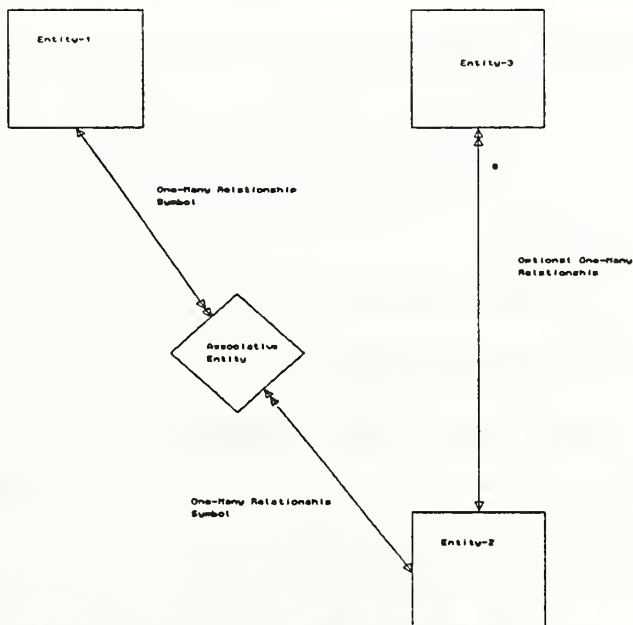 Entity-1
Entity-3
One-Many Relationship
Symbol
Optional One-Many
Relationship
Associative
Entity
One-Many Relationship
Symbol
Entity-2